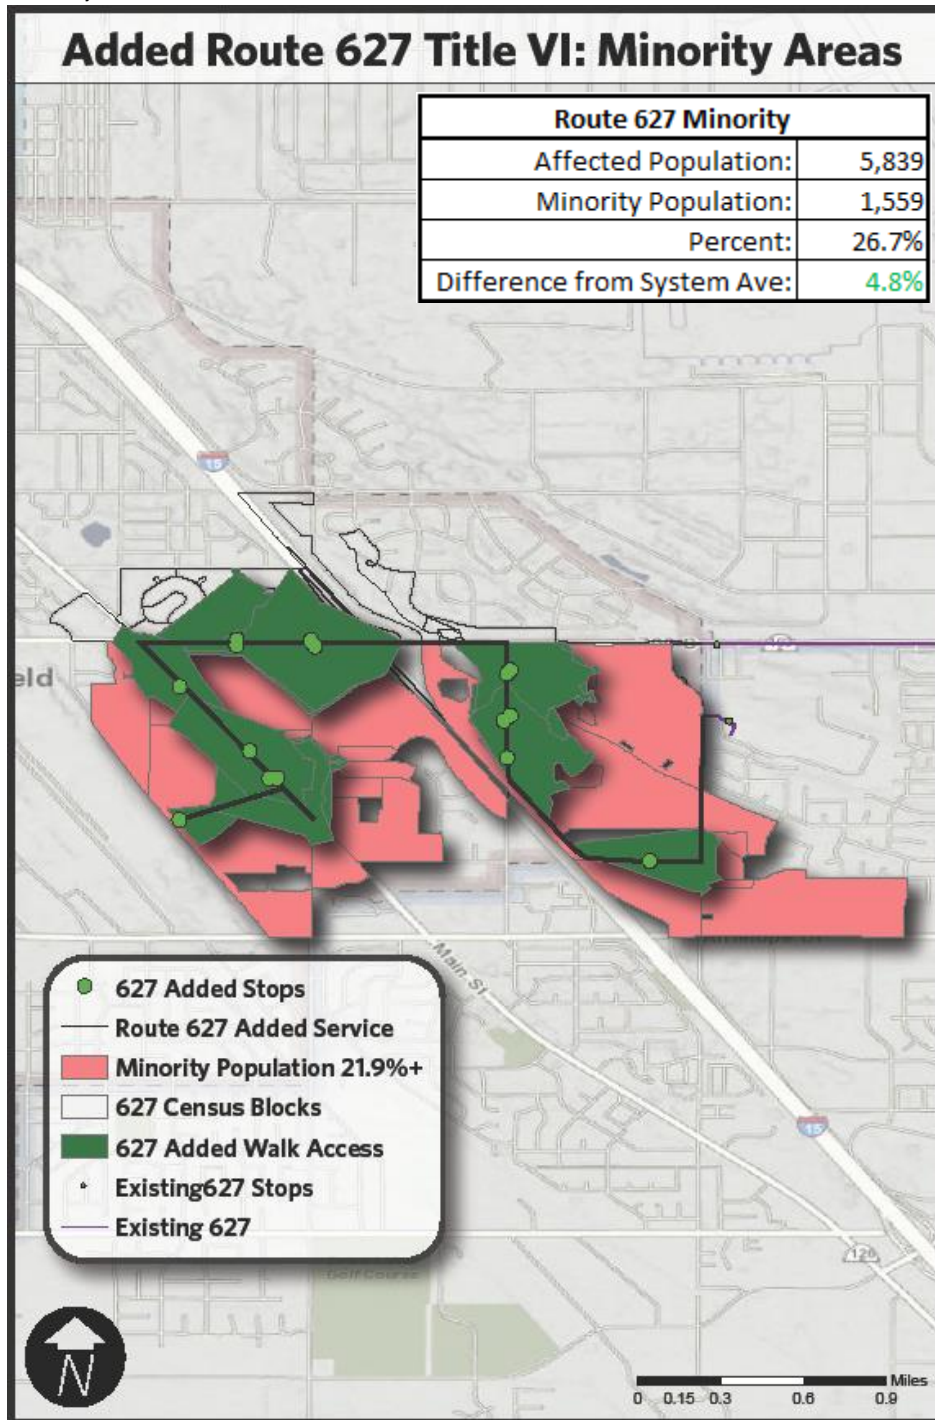 Added Route 627 Title VI: Minority Areas
Route 627 Minority
Affected Population: 5,839
Minority Population: 1,559
Percent: 26.7%
Difference from System Ave: 4.8%
15
eld
Main St
627 Added Stops
Route 627 Added Service
Minority Population 21.9%+
627 Census Blocks
627 Added Walk Access
Existing627 Stops
Existing 627
15
126
Golf Course
N
Miles
0 0.15 0.3 0.6 0.9